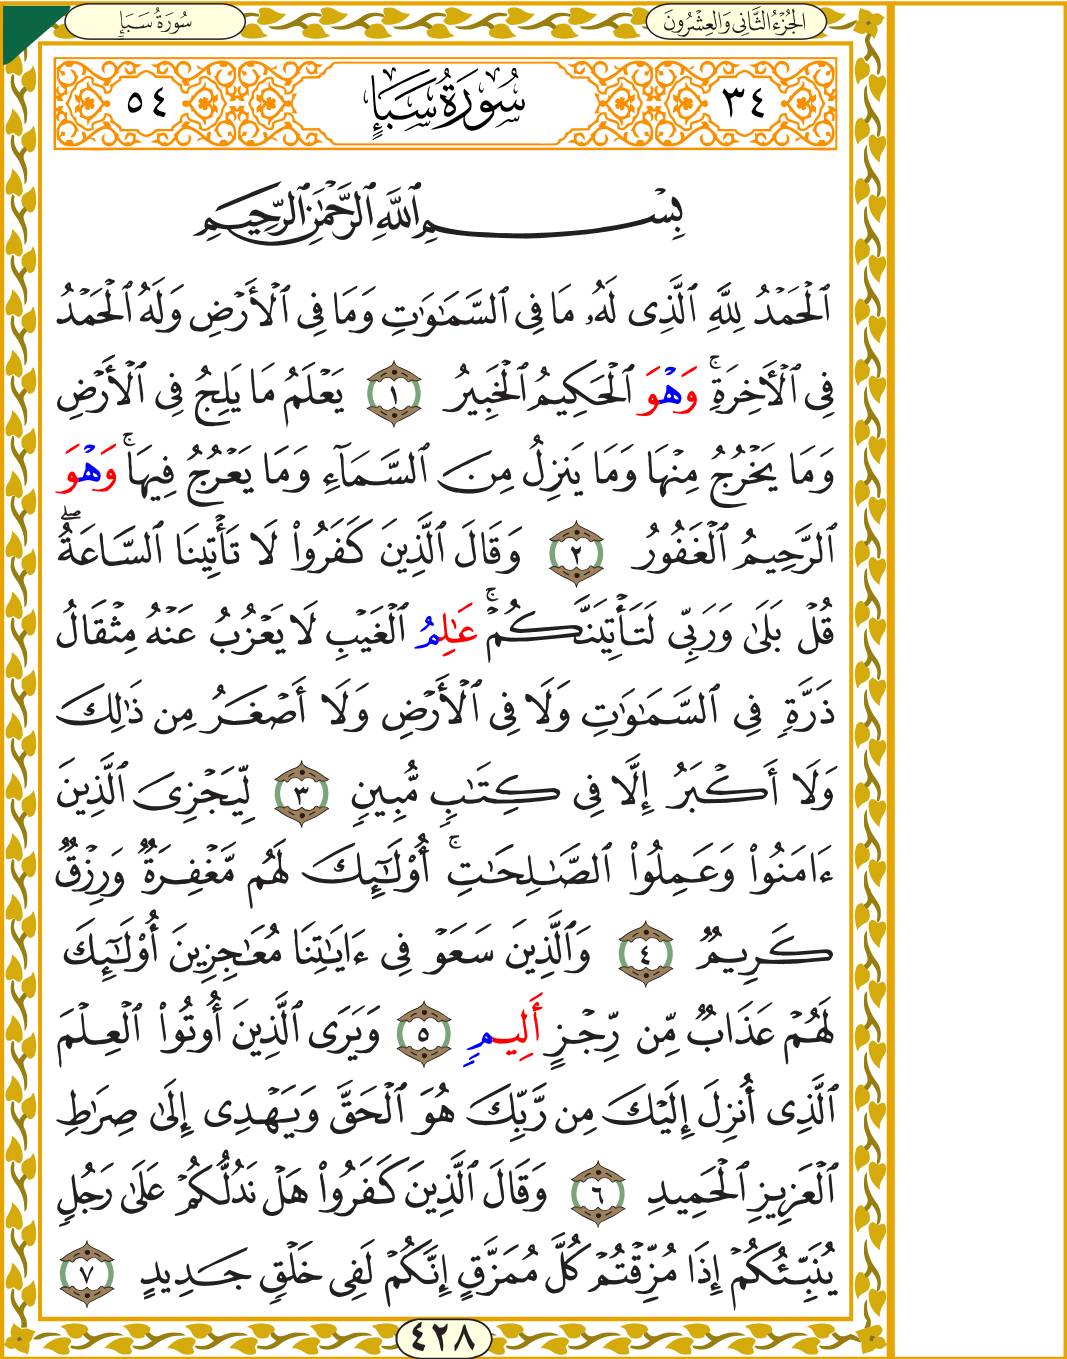 سُورَةُ سَبَإٍ
الجُزْءُ الثَّانِي وَالعِشْرُونَ
٣٤
سُورَةُ سَبَإٍ
٥٤
بِسْمِ ٱللَّهِ ٱلرَّحْمَٰنِ ٱلرَّحِيمِ
ٱلْحَمْدُ لِلَّهِ ٱلَّذِى لَهُۥ مَا فِى ٱلسَّمَٰوَٰتِ وَمَا فِى ٱلْأَرْضِ وَلَهُ ٱلْحَمْدُ
فِى ٱلْأَخِرَةِۚ وَهْوَ ٱلْحَكِيمُ ٱلْخَبِيرُ ١ يَعْلَمُ مَا يَلِجُ فِى ٱلْأَرْضِ
وَمَا يَخْرُجُ مِنْهَا وَمَا يَنزِلُ مِنَ ٱلسَّمَآءِ وَمَا يَعْرُجُ فِيهَاۚ وَهْوَ
ٱلرَّحِيمُ ٱلْغَفُورُ ٢ وَقَالَ ٱلَّذِينَ كَفَرُوا۟ لَا تَأْتِينَا ٱلسَّاعَةُۖ
قُلْ بَلَىٰ وَرَبِّى لَتَأْتِيَنَّكُمْۚ عَٰلِمُ ٱلْغَيْبِ لَا يَعْزُبُ عَنْهُ مِثْقَالُ
ذَرَّةٍ فِى ٱلسَّمَٰوَٰتِ وَلَا فِى ٱلْأَرْضِ وَلَا أَصْغَرُ مِن ذَٰلِكَ
وَلَا أَكْبَرُ إِلَّا فِى كِتَٰبٍ مُّبِينٍ ٣ لِّيَجْزِىَ ٱلَّذِينَ
ءَامَنُوا۟ وَعَمِلُوا۟ ٱلصَّٰلِحَٰتِۚ أُو۟لَٰٓئِكَ لَهُم مَّغْفِرَةٌ وَرِزْقٌ
كَرِيمٌ ٤ وَٱلَّذِينَ سَعَوْ فِى ءَايَٰتِنَا مُعَٰجِزِينَ أُو۟لَٰٓئِكَ
لَهُمْ عَذَابٌ مِّن رِّجْزٍ أَلِيمٍ ٥ وَيَرَى ٱلَّذِينَ أُوتُوا۟ ٱلْعِلْمَ
ٱلَّذِى أُنزِلَ إِلَيْكَ مِن رَّبِّكَ هُوَ ٱلْحَقَّ وَيَهْدِى إِلَىٰ صِرَٰطِ
ٱلْعَزِيزِ ٱلْحَمِيدِ ٦ وَقَالَ ٱلَّذِينَ كَفَرُوا۟ هَلْ نَدُلُّكُمْ عَلَىٰ رَجُلٍ
يُنَبِّئُكُمْ إِذَا مُزِّقْتُمْ كُلَّ مُمَزَّقٍ إِنَّكُمْ لَفِى خَلْقٍ جَدِيدٍ ٧
٤٢٨